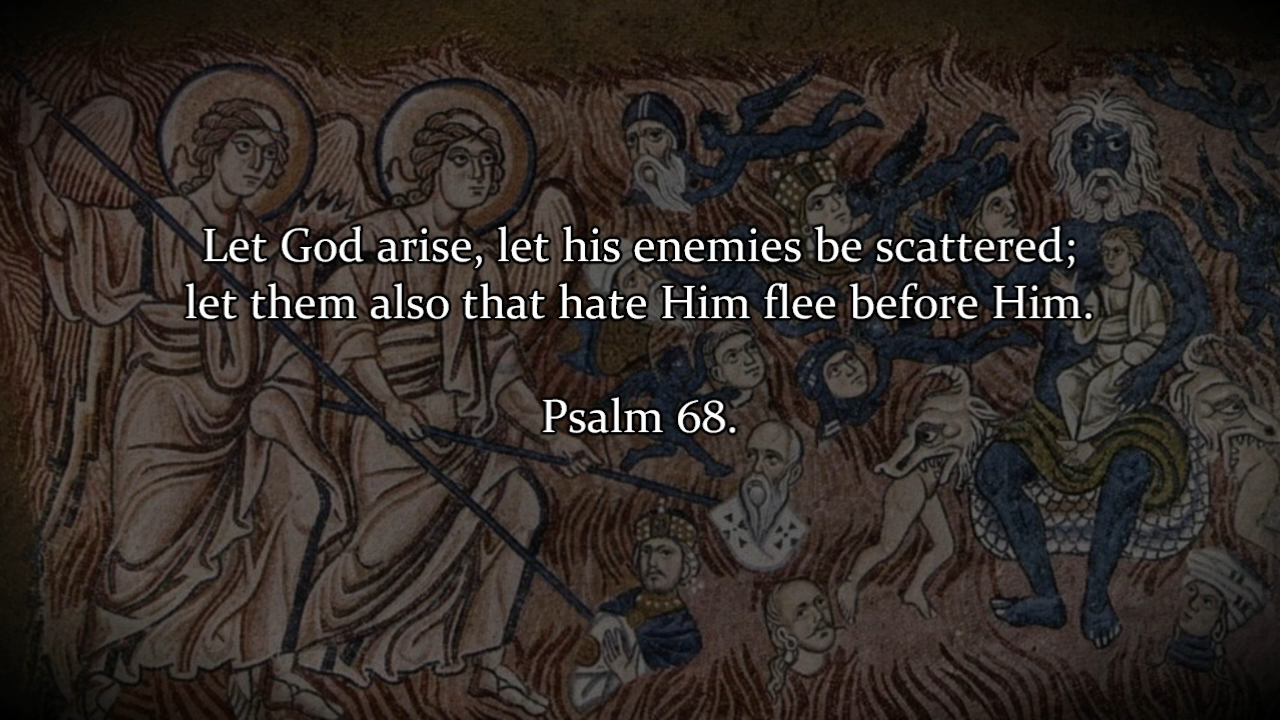 Let God arise, let his enemies be scattered;
let them also that hate Him flee before Him.
Psalm 68.